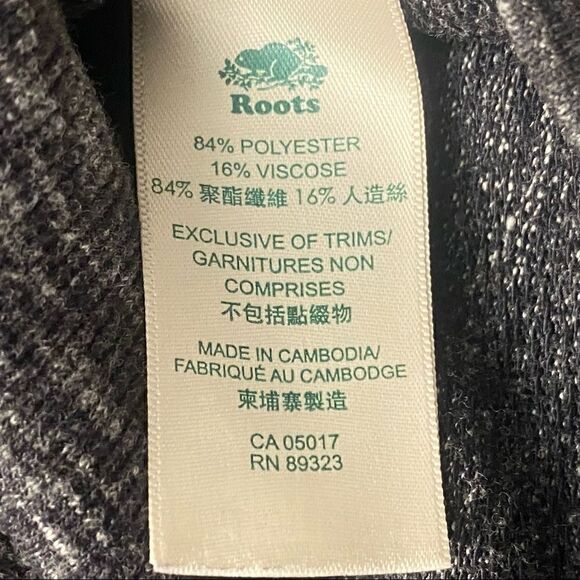 Roots
84% POLYESTER
16% VISCOSE
84% 聚酯纖維 16% 人造絲
EXCLUSIVE OF TRIMS/
GARNITURES NON
COMPRISES
不包括點綴物
MADE IN CAMBODIA/
FABRIQUÉ AU CAMBODGE
柬埔寨製造
CA 05017
RN 89323